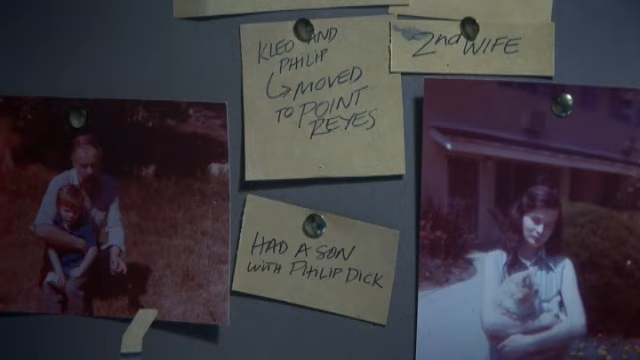 KLEO AND
PHILIP
↳ MOVED
TO POINT
REYES
2nd WIFE
HAD A SON
WITH PHILIP DICK